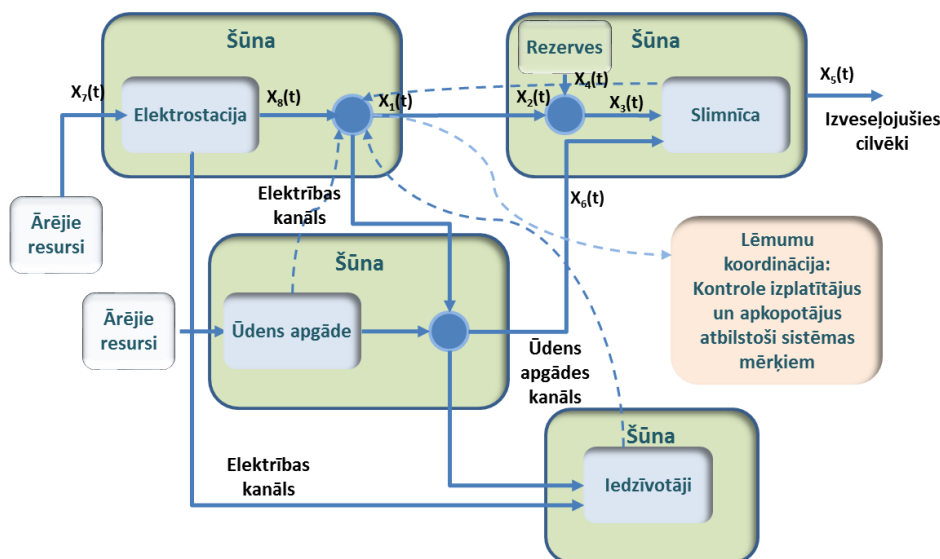 Šūna
Rezerves
Šūna
X₇(t)
Elektrostacija
X₈(t)
X₁(t)
X₂(t)
X₄(t)
X₃(t)
Slimnīca
X₅(t)
Izveseļojušies
cilvēki
Ārējie
resursi
Elektrības
kanāls
X₆(t)
Šūna
Lēmumu
koordinācija:
Kontrole izplatītājus
un apkopotājus
atbilstoši sistēmas
mērķiem
Ārējie
resursi
Ūdens apgāde
Ūdens
apgādes
kanāls
Šūna
Elektrības
kanāls
Iedzīvotāji